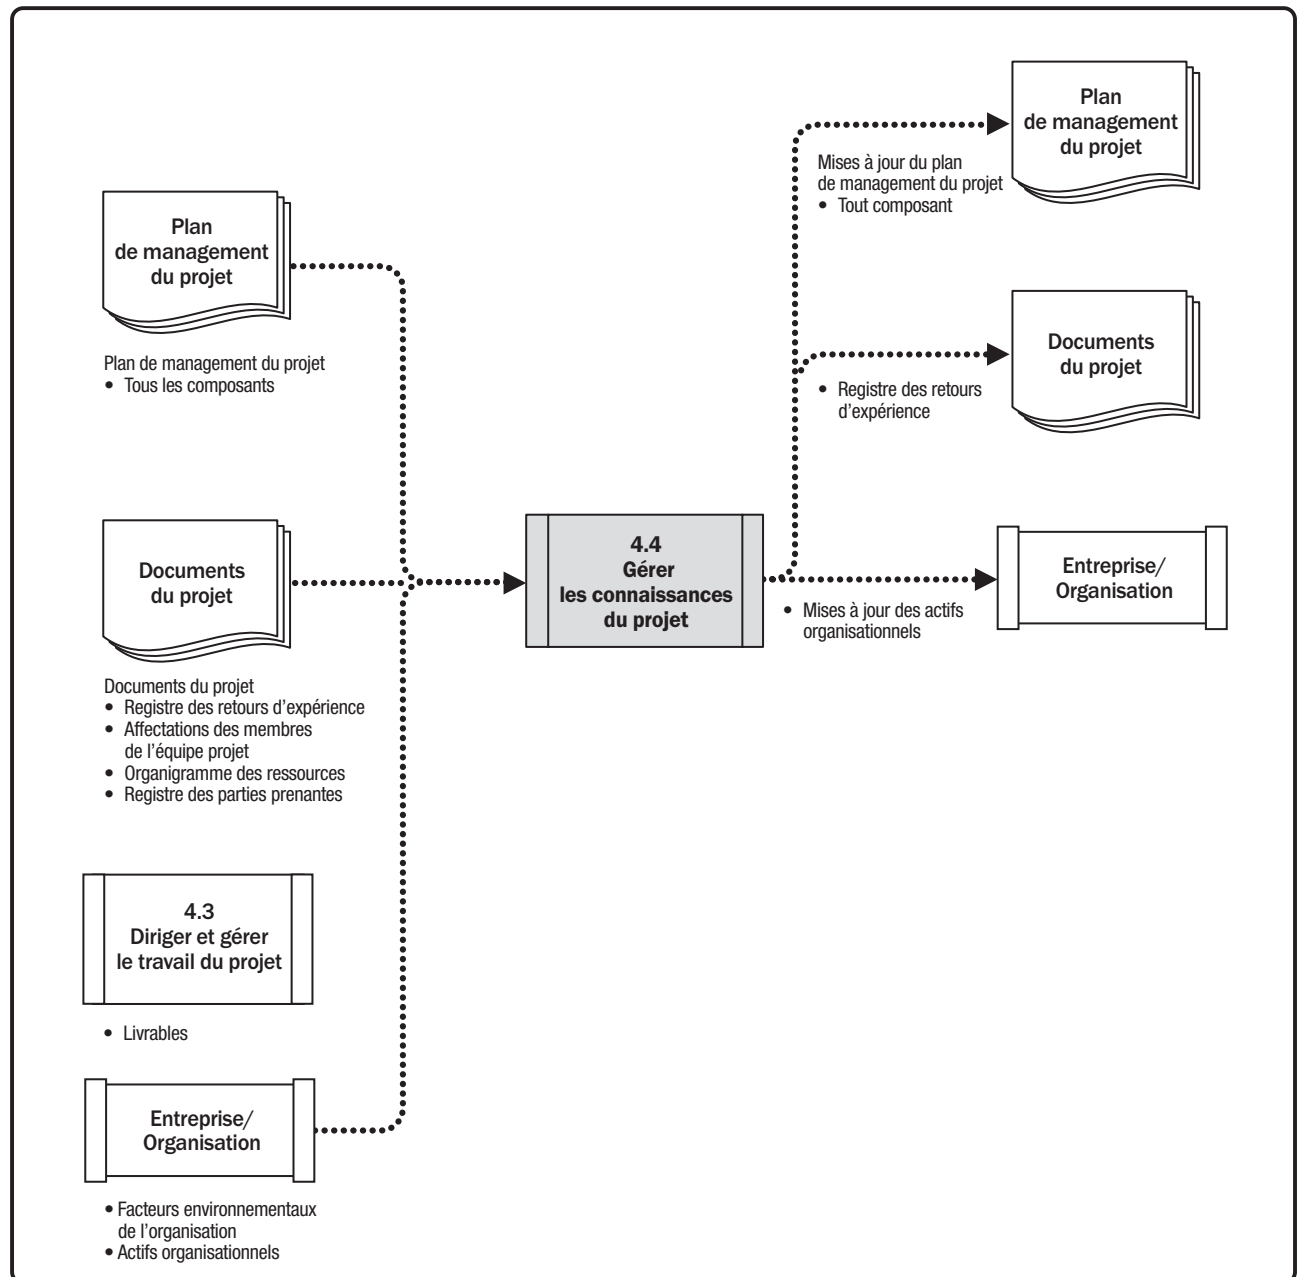 Plan
de management
du projet
Plan de management du projet
• Tous les composants
Documents
du projet
Documents du projet
• Registre des retours d’expérience
• Affectations des membres
de l’équipe projet
• Organigramme des ressources
• Registre des parties prenantes
4.3
Diriger et gérer
le travail du projet
• Livrables
Entreprise/
Organisation
• Facteurs environnementaux
de l’organisation
• Actifs organisationnels
4.4
Gérer
les connaissances
du projet
Plan
de management
du projet
Mises à jour du plan
de management du projet
• Tout composant
Documents
du projet
• Registre des retours
d’expérience
Entreprise/
Organisation
• Mises à jour des actifs
organisationnels